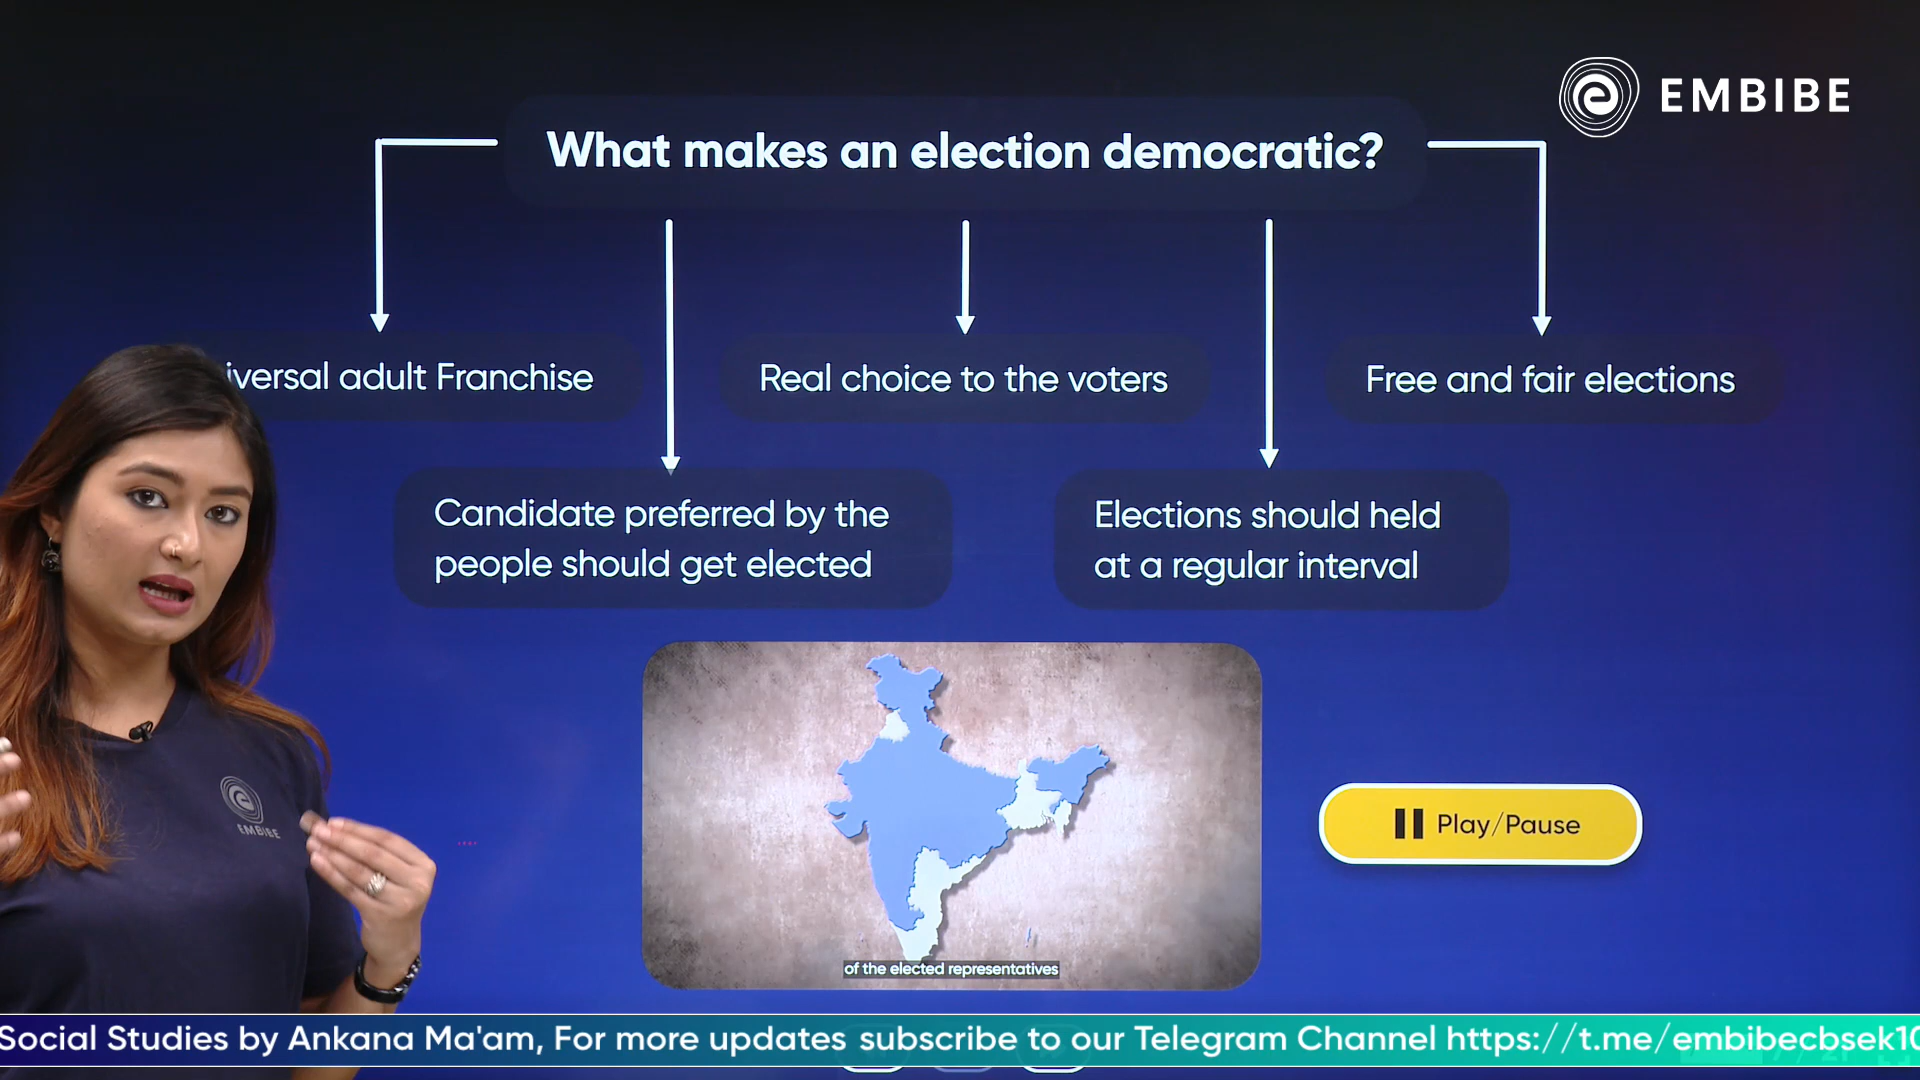 EMBIBE
What makes an election democratic?
iversal adult Franchise
Real choice to the voters
Free and fair elections
Candidate preferred by the
people should get elected
Elections should held
at a regular interval
EMBIBE
Play/Pause
of the elected representatives
Social Studies by Ankana Ma'am, For more updates subscribe to our Telegram Channel https://t.me/embibecbsek10